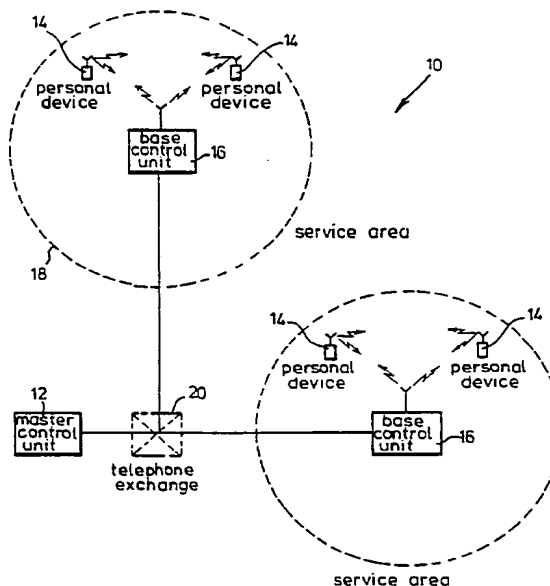 14
14
10
personal
device
personal
device
base
control
unit
16
service area
18
14
14
personal
device
personal
device
12
20
master
control
unit
base
control
unit
16
telephone
exchange
service area